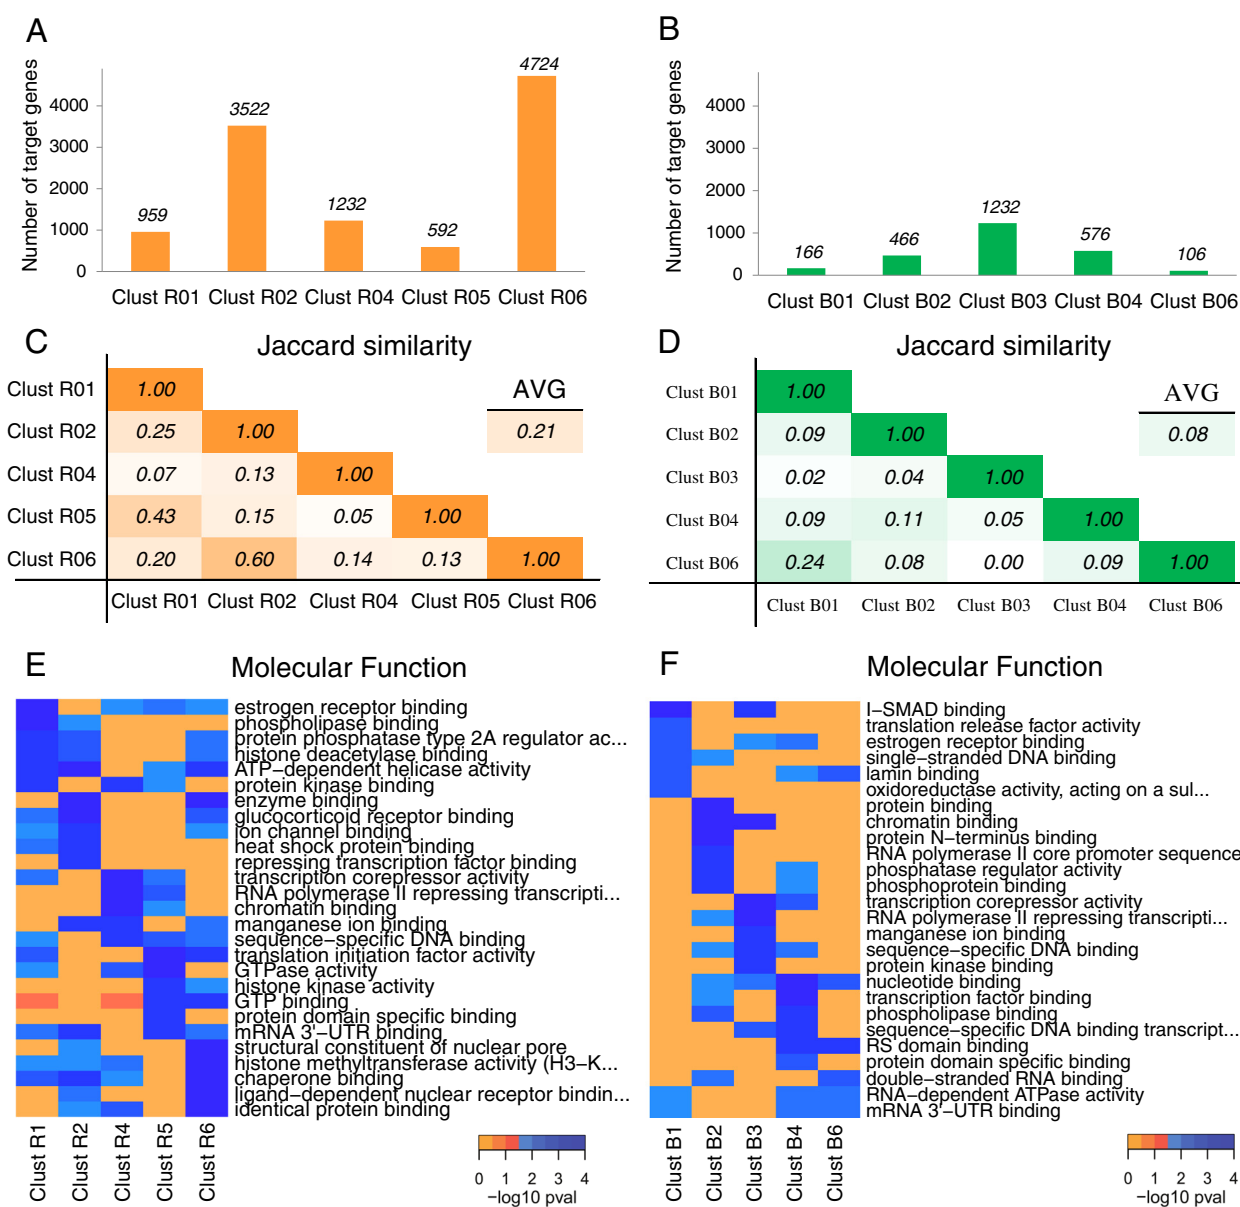 A
Number of target genes
4000
3000
2000
1000
0
959
3522
1232
592
4724
Clust R01 Clust R02 Clust R04 Clust R05 Clust R06
B
Number of target genes
4000
3000
2000
1000
0
166
466
1232
576
106
Clust B01 Clust B02 Clust B03 Clust B04 Clust B06
C
Jaccard similarity
Clust R01 1.00
AVG
Clust R02 0.25 1.00 0.21
Clust R04 0.07 0.13 1.00
Clust R05 0.43 0.15 0.05 1.00
Clust R06 0.20 0.60 0.14 0.13 1.00
Clust R01 Clust R02 Clust R04 Clust R05 Clust R06
D
Jaccard similarity
Clust B01 1.00
AVG
Clust B02 0.09 1.00 0.08
Clust B03 0.02 0.04 1.00
Clust B04 0.09 0.11 0.05 1.00
Clust B06 0.24 0.08 0.00 0.09 1.00
Clust B01 Clust B02 Clust B03 Clust B04 Clust B06
E
Molecular Function
estrogen receptor binding
phospholipase binding
protein phosphatase type 2A regulator ac...
histone deacetylase binding
ATP−dependent helicase activity
protein kinase binding
enzyme binding
glucocorticoid receptor binding
ion channel binding
heat shock protein binding
repressing transcription factor binding
transcription corepressor activity
RNA polymerase II repressing transcripti...
chromatin binding
manganese ion binding
sequence−specific DNA binding
translation initiation factor activity
GTPase activity
histone kinase activity
GTP binding
protein domain specific binding
mRNA 3'−UTR binding
structural constituent of nuclear pore
histone methyltransferase activity (H3−K...
chaperone binding
ligand−dependent nuclear receptor bindin...
identical protein binding
Clust R1
Clust R2
Clust R4
Clust R5
Clust R6
0 1 2 3 4
−log10 pval
F
Molecular Function
I−SMAD binding
translation release factor activity
estrogen receptor binding
single−stranded DNA binding
lamin binding
oxidoreductase activity, acting on a sul...
protein binding
chromatin binding
protein N−terminus binding
RNA polymerase II core promoter sequence
phosphatase regulator activity
phosphoprotein binding
transcription corepressor activity
RNA polymerase II repressing transcripti...
manganese ion binding
sequence−specific DNA binding
protein kinase binding
nucleotide binding
transcription factor binding
phospholipase binding
sequence−specific DNA binding transcript...
RS domain binding
protein domain specific binding
double−stranded RNA binding
RNA−dependent ATPase activity
mRNA 3'−UTR binding
Clust B1
Clust B2
Clust B3
Clust B4
Clust B6
0 1 2 3 4
−log10 pval